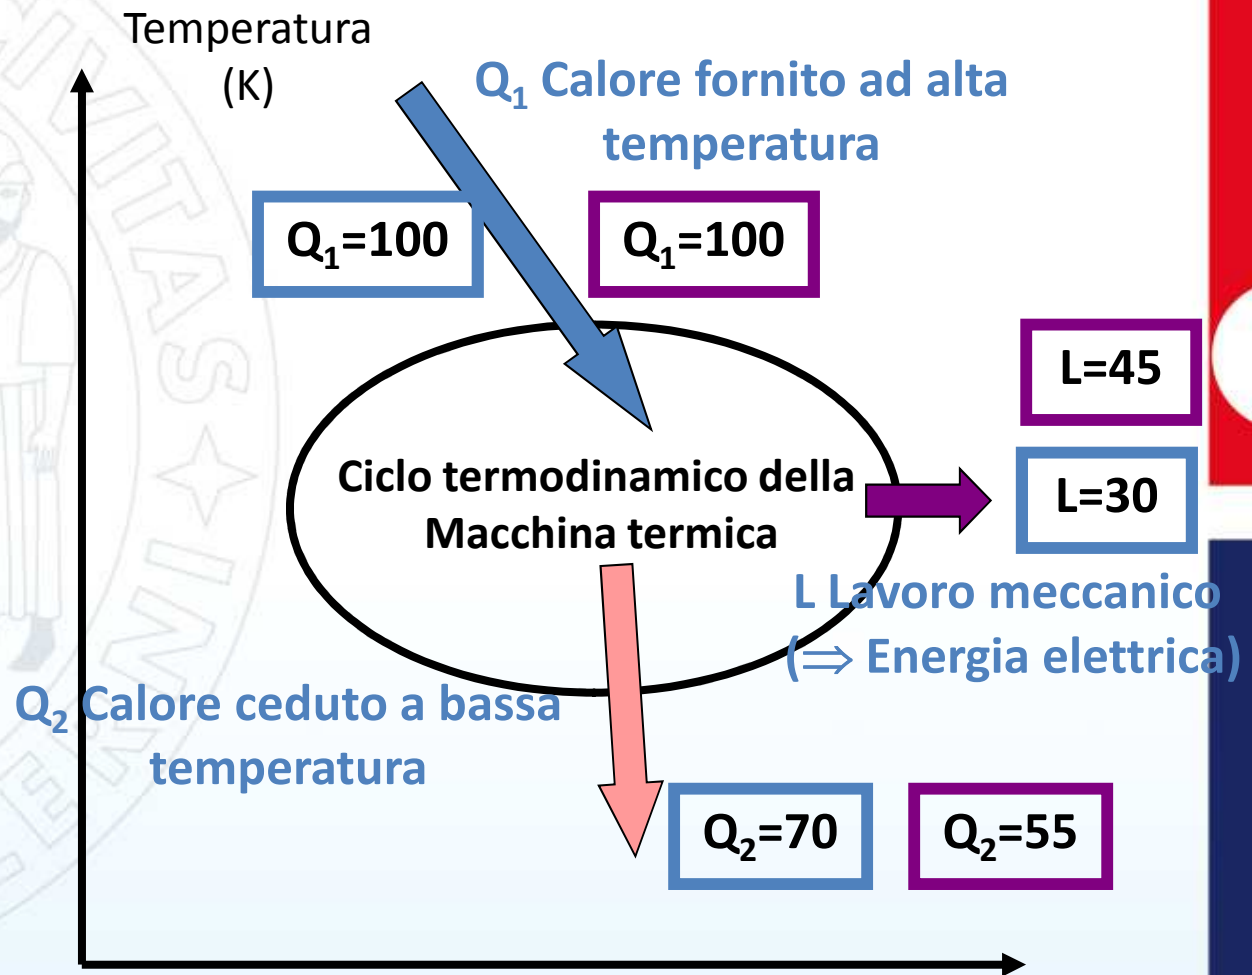 Temperatura
(K)
Q₁ Calore fornito ad alta
temperatura
Q₁=100
Q₁=100
L=45
Ciclo termodinamico della
Macchina termica
L=30
L Lavoro meccanico
(⇒ Energia elettrica)
Q₂ Calore ceduto a bassa
temperatura
Q₂=70
Q₂=55